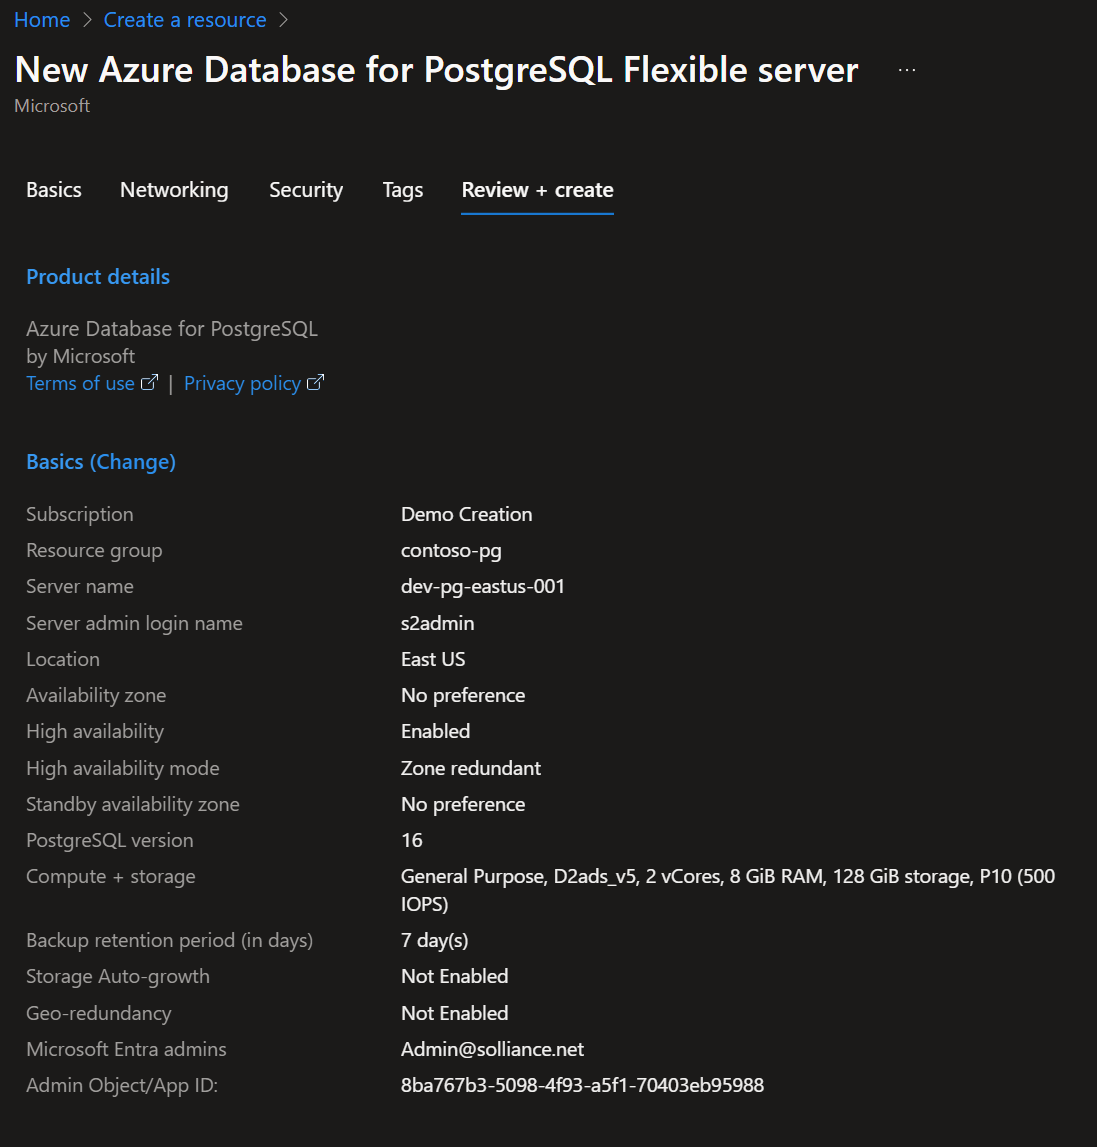 Home > Create a resource >
New Azure Database for PostgreSQL Flexible server ...
Microsoft
Basics Networking Security Tags Review + create
Product details
Azure Database for PostgreSQL
by Microsoft
Terms of use | Privacy policy
Basics (Change)
Subscription Demo Creation
Resource group contoso-pg
Server name dev-pg-eastus-001
Server admin login name s2admin
Location East US
Availability zone No preference
High availability Enabled
High availability mode Zone redundant
Standby availability zone No preference
PostgreSQL version 16
Compute + storage General Purpose, D2ads_v5, 2 vCores, 8 GiB RAM, 128 GiB storage, P10 (500
IOPS)
Backup retention period (in days) 7 day(s)
Storage Auto-growth Not Enabled
Geo-redundancy Not Enabled
Microsoft Entra admins Admin@solliance.net
Admin Object/App ID: 8ba767b3-5098-4f93-a5f1-70403eb95988